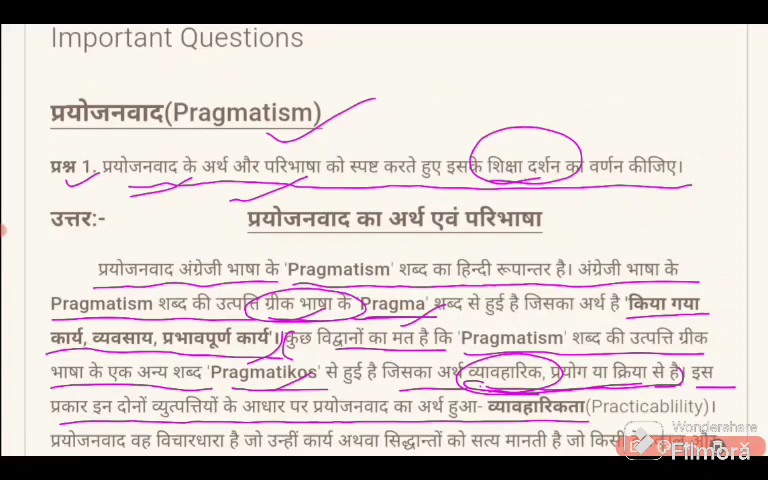 Important Questions
प्रयोजनवाद(Pragmatism)
प्रश्न 1. प्रयोजनवाद के अर्थ और परिभाषा को स्पष्ट करते हुए इसके शिक्षा दर्शन का वर्णन कीजिए।
उत्तर:- प्रयोजनवाद का अर्थ एवं परिभाषा
प्रयोजनवाद अंग्रेजी भाषा के 'Pragmatism' शब्द का हिन्दी रूपान्तर है। अंग्रेजी भाषा के
Pragmatism शब्द की उत्पत्ति ग्रीक भाषा के 'Pragma' शब्द से हुई है जिसका अर्थ है 'किया गया
कार्य, व्यवसाय, प्रभावपूर्ण कार्य'। कुछ विद्वानों का मत है कि 'Pragmatism' शब्द की उत्पत्ति ग्रीक
भाषा के एक अन्य शब्द 'Pragmatikos' से हुई है जिसका अर्थ व्यावहारिक, प्रयोग या क्रिया से है। इस
प्रकार इन दोनों व्युत्पत्तियों के आधार पर प्रयोजनवाद का अर्थ हुआ- व्यावहारिकता(Practicablility)।
प्रयोजनवाद वह विचारधारा है जो उन्हीं कार्य अथवा सिद्धान्तों को सत्य मानती है जो किसी
Wondershare
Filmora